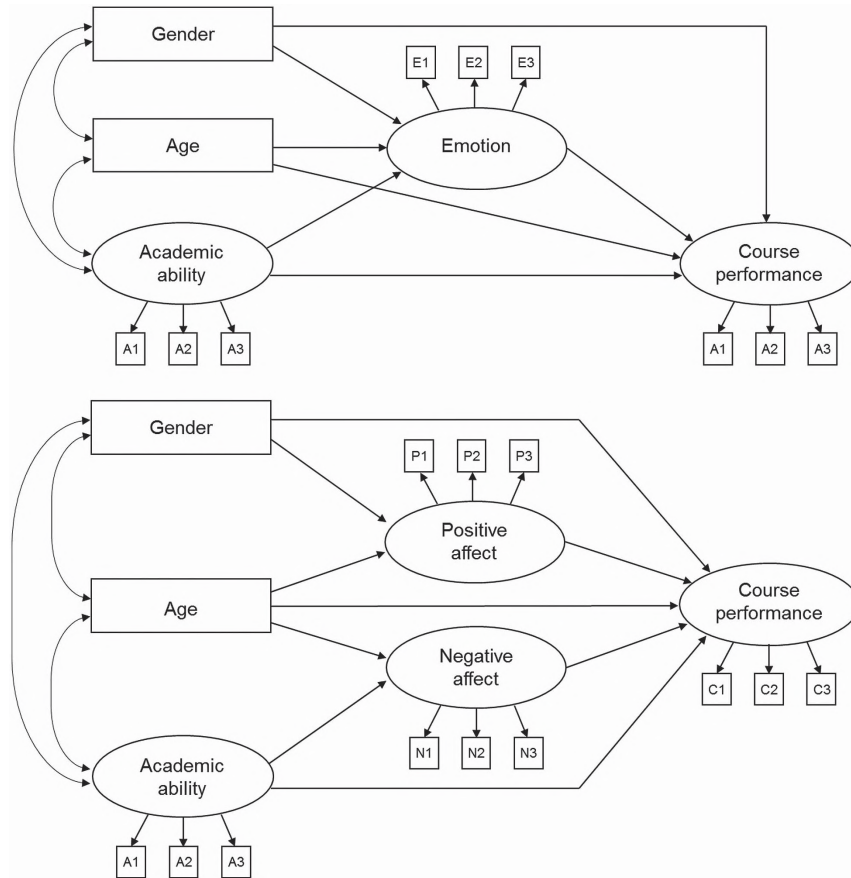 Gender
E1 E2 E3
Age
Emotion
Academic
ability
Course
performance
A1 A2 A3
A1 A2 A3
Gender
P1 P2 P3
Positive
affect
Age
Course
performance
Negative
affect
C1 C2 C3
N1 N2 N3
Academic
ability
A1 A2 A3